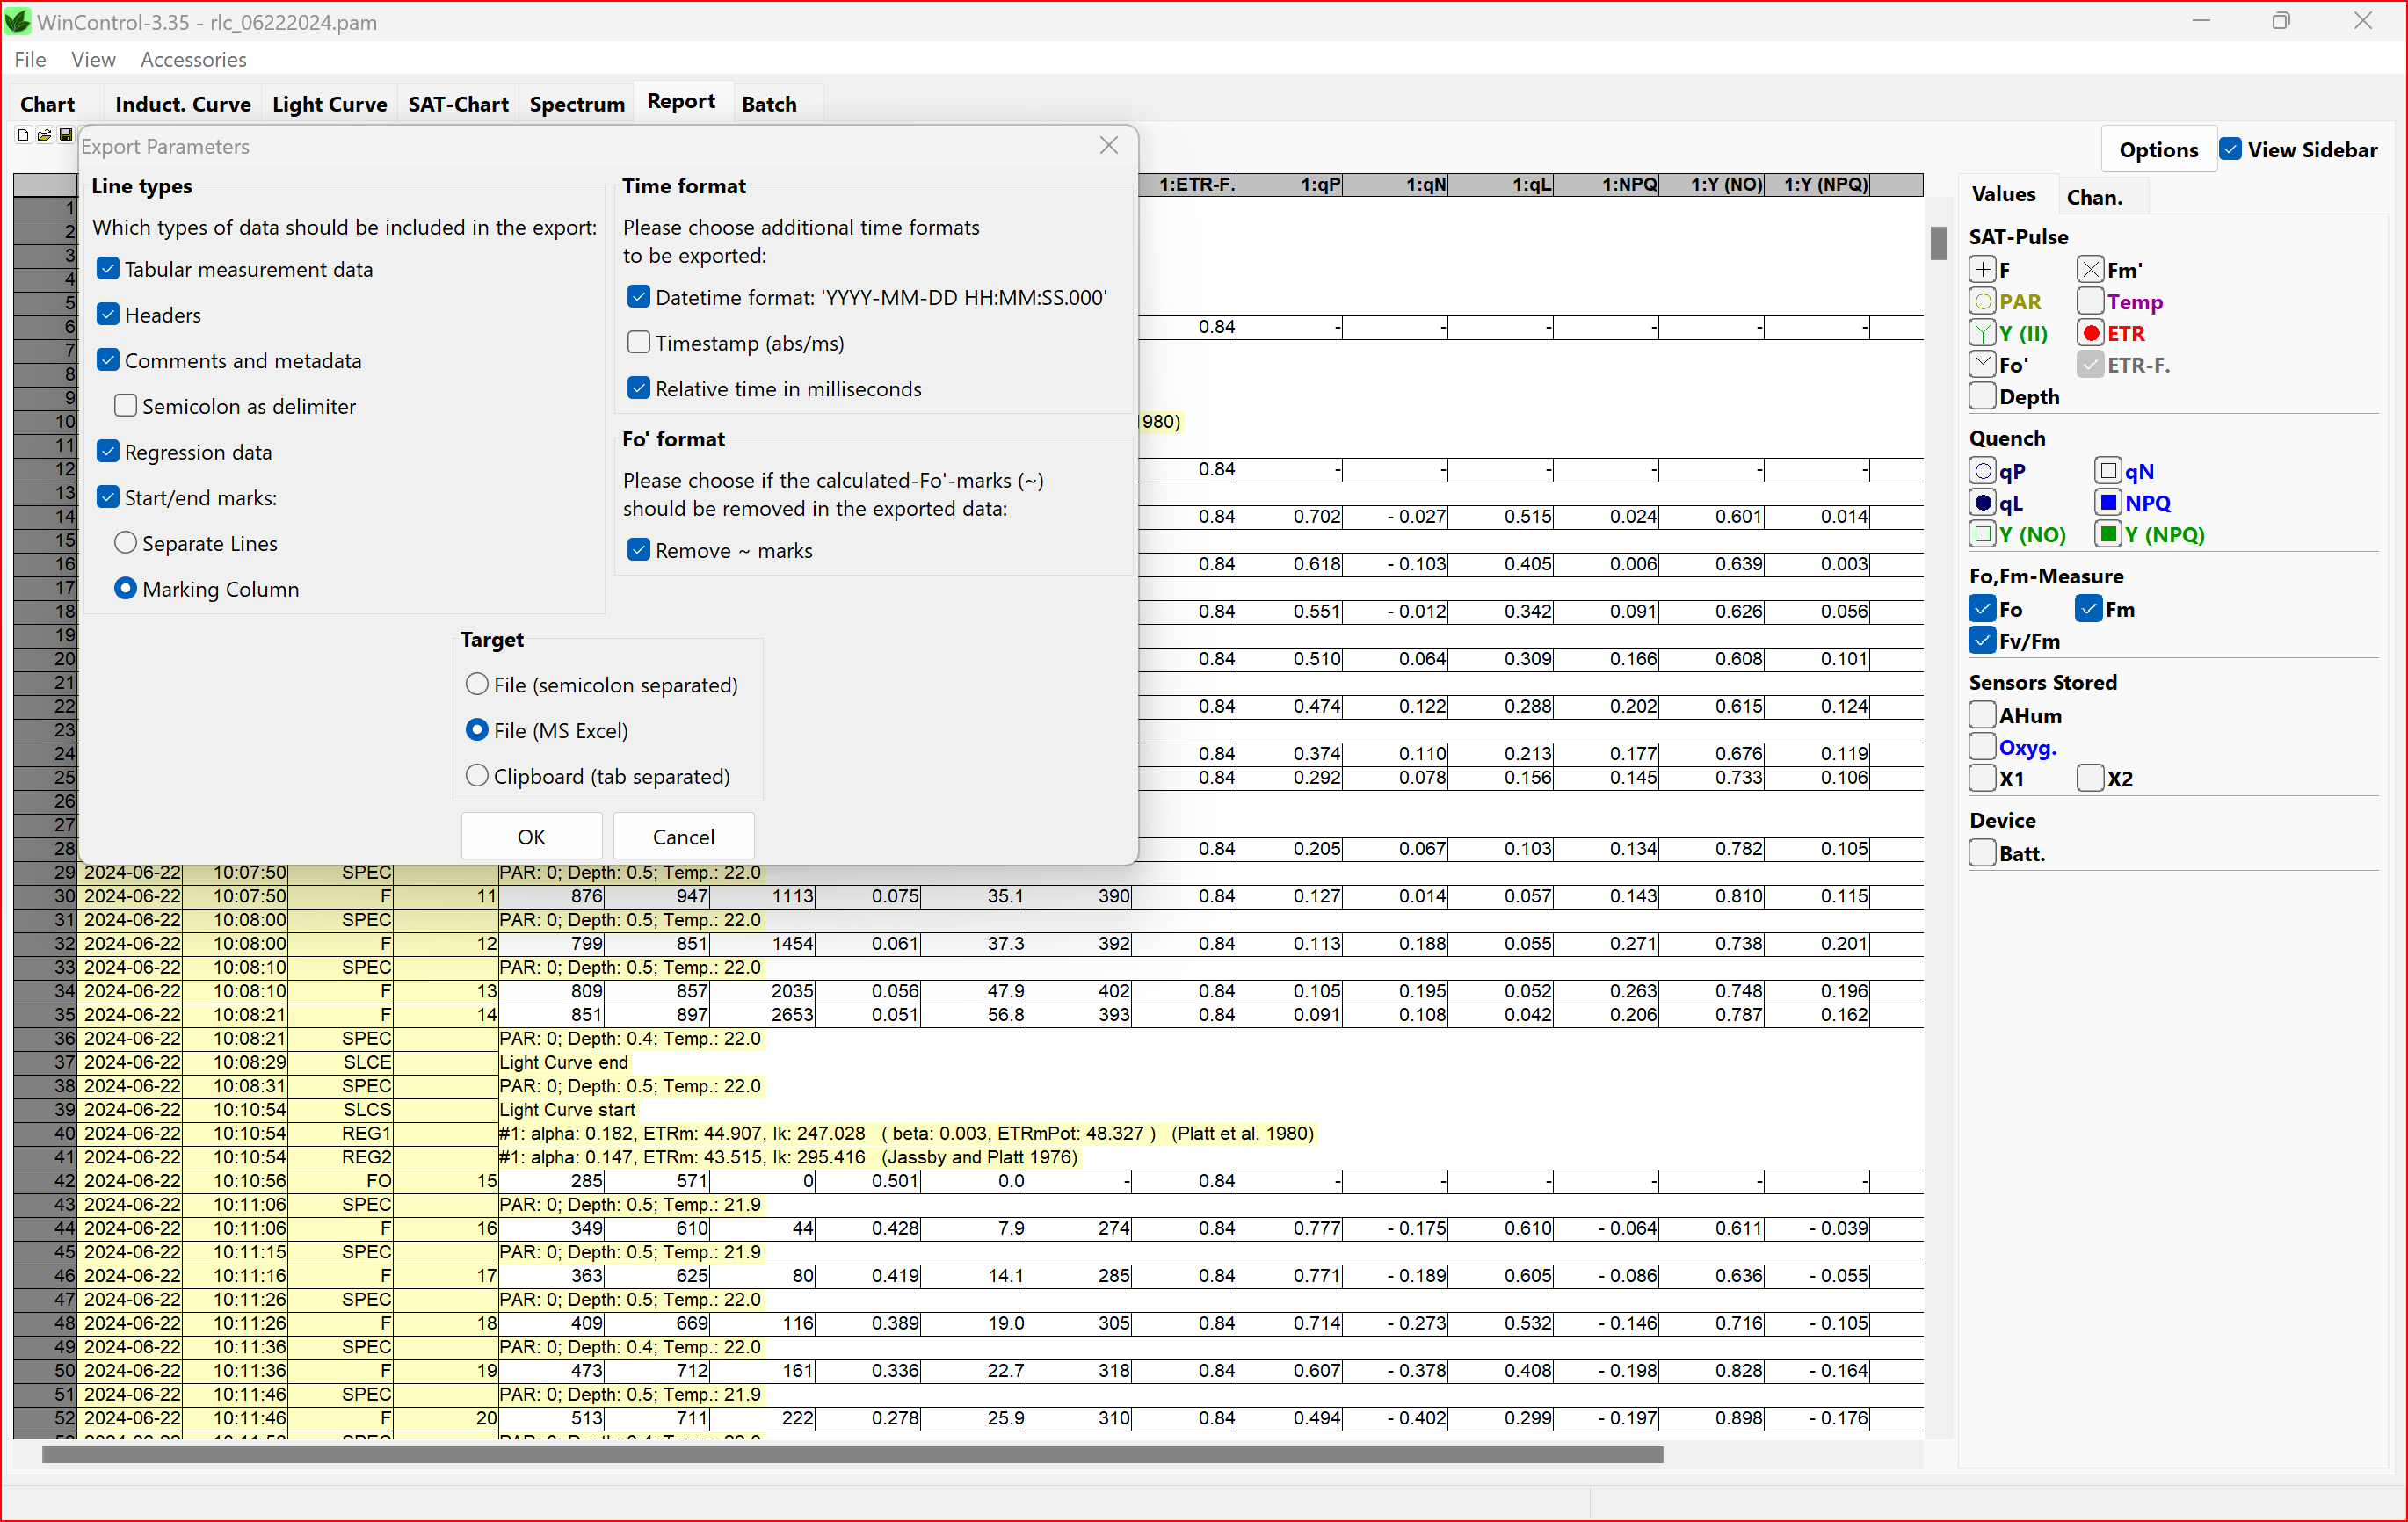 WinControl-3.35 - rlc_06222024.pam
File View Accessories
Chart Induct. Curve Light Curve SAT-Chart Spectrum Report Batch
Options View Sidebar
Export Parameters
Line types
Which types of data should be included in the export:
Tabular measurement data
Headers
Comments and metadata
Semicolon as delimiter
Regression data
Start/end marks:
Separate Lines
Marking Column
Time format
Please choose additional time formats
to be exported:
Datetime format: 'YYYY-MM-DD HH:MM:SS.000'
Timestamp (abs/ms)
Relative time in milliseconds
Fo' format
Please choose if the calculated-Fo'-marks (~)
should be removed in the exported data:
Remove ~ marks
Target
File (semicolon separated)
File (MS Excel)
Clipboard (tab separated)
OK Cancel
1:ETR-F. 1:qP 1:qN 1:qL 1:NPQ 1:Y (NO) 1:Y (NPQ)
1
2
3
4
5
6 0.84 - - - - - -
7
8
9
10 980)
11
12 0.84 - - - - - -
13
14 0.84 0.702 - 0.027 0.515 0.024 0.601 0.014
15
16 0.84 0.618 - 0.103 0.405 0.006 0.639 0.003
17
18 0.84 0.551 - 0.012 0.342 0.091 0.626 0.056
19
20 0.84 0.510 0.064 0.309 0.166 0.608 0.101
21
22 0.84 0.474 0.122 0.288 0.202 0.615 0.124
23
24 0.84 0.374 0.110 0.213 0.177 0.676 0.119
25 0.84 0.292 0.078 0.156 0.145 0.733 0.106
26
27
28 0.84 0.205 0.067 0.103 0.134 0.782 0.105
29 2024-06-22 10:07:50 SPEC PAR: 0; Depth: 0.5; Temp.: 22.0
30 2024-06-22 10:07:50 F 11 876 947 1113 0.075 35.1 390 0.84 0.127 0.014 0.057 0.143 0.810 0.115
31 2024-06-22 10:08:00 SPEC PAR: 0; Depth: 0.5; Temp.: 22.0
32 2024-06-22 10:08:00 F 12 799 851 1454 0.061 37.3 392 0.84 0.113 0.188 0.055 0.271 0.738 0.201
33 2024-06-22 10:08:10 SPEC PAR: 0; Depth: 0.5; Temp.: 22.0
34 2024-06-22 10:08:10 F 13 809 857 2035 0.056 47.9 402 0.84 0.105 0.195 0.052 0.263 0.748 0.196
35 2024-06-22 10:08:21 F 14 851 897 2653 0.051 56.8 393 0.84 0.091 0.108 0.042 0.206 0.787 0.162
36 2024-06-22 10:08:21 SPEC PAR: 0; Depth: 0.4; Temp.: 22.0
37 2024-06-22 10:08:29 SLCE Light Curve end
38 2024-06-22 10:08:31 SPEC PAR: 0; Depth: 0.5; Temp.: 22.0
39 2024-06-22 10:10:54 SLCS Light Curve start
40 2024-06-22 10:10:54 REG1 #1: alpha: 0.182, ETRm: 44.907, Ik: 247.028 ( beta: 0.003, ETRmPot: 48.327 ) (Platt et al. 1980)
41 2024-06-22 10:10:54 REG2 #1: alpha: 0.147, ETRm: 43.515, Ik: 295.416 (Jassby and Platt 1976)
42 2024-06-22 10:10:56 FO 15 285 571 0 0.501 0.0 - 0.84 - - - - - -
43 2024-06-22 10:11:06 SPEC PAR: 0; Depth: 0.5; Temp.: 21.9
44 2024-06-22 10:11:06 F 16 349 610 44 0.428 7.9 274 0.84 0.777 - 0.175 0.610 - 0.064 0.611 - 0.039
45 2024-06-22 10:11:15 SPEC PAR: 0; Depth: 0.5; Temp.: 21.9
46 2024-06-22 10:11:16 F 17 363 625 80 0.419 14.1 285 0.84 0.771 - 0.189 0.605 - 0.086 0.636 - 0.055
47 2024-06-22 10:11:26 SPEC PAR: 0; Depth: 0.5; Temp.: 22.0
48 2024-06-22 10:11:26 F 18 409 669 116 0.389 19.0 305 0.84 0.714 - 0.273 0.532 - 0.146 0.716 - 0.105
49 2024-06-22 10:11:36 SPEC PAR: 0; Depth: 0.4; Temp.: 22.0
50 2024-06-22 10:11:36 F 19 473 712 161 0.336 22.7 318 0.84 0.607 - 0.378 0.408 - 0.198 0.828 - 0.164
51 2024-06-22 10:11:46 SPEC PAR: 0; Depth: 0.5; Temp.: 21.9
52 2024-06-22 10:11:46 F 20 513 711 222 0.278 25.9 310 0.84 0.494 - 0.402 0.299 - 0.197 0.898 - 0.176
Values Chan.
SAT-Pulse
F Fm'
PAR Temp
Y (II) ETR
Fo' ETR-F.
Depth
Quench
qP qN
qL NPQ
Y (NO) Y (NPQ)
Fo,Fm-Measure
Fo Fm
Fv/Fm
Sensors Stored
AHum
Oxyg.
X1 X2
Device
Batt.